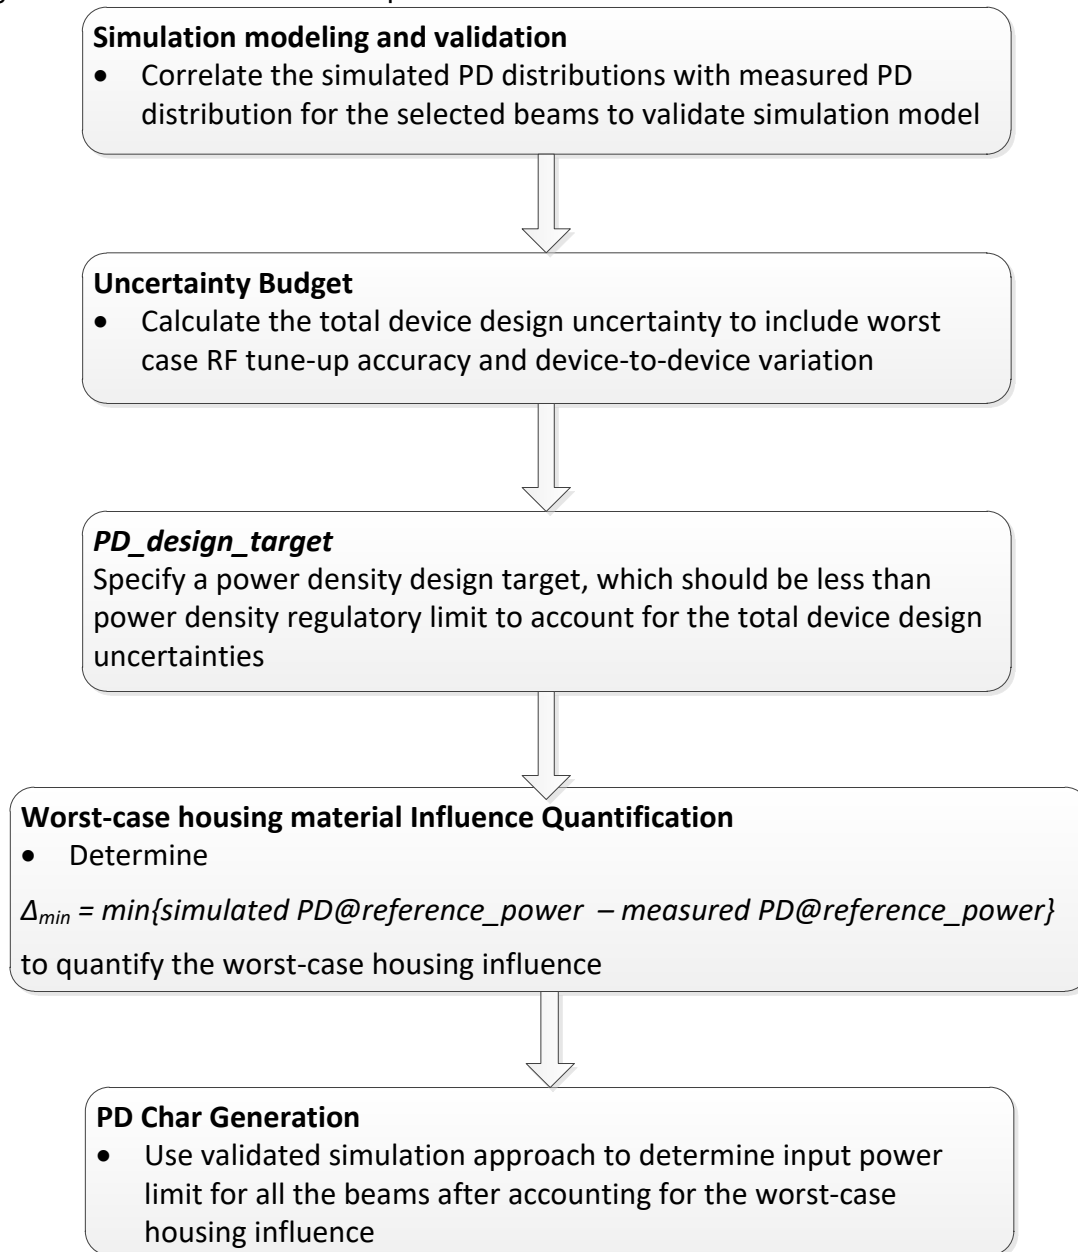 Simulation modeling and validation
• Correlate the simulated PD distributions with measured PD
distribution for the selected beams to validate simulation model
Uncertainty Budget
• Calculate the total device design uncertainty to include worst
case RF tune-up accuracy and device-to-device variation
PD_design_target
Specify a power density design target, which should be less than
power density regulatory limit to account for the total device design
uncertainties
Worst-case housing material Influence Quantification
• Determine
Δmin = min{simulated PD@reference_power – measured PD@reference_power}
to quantify the worst-case housing influence
PD Char Generation
• Use validated simulation approach to determine input power
limit for all the beams after accounting for the worst-case
housing influence